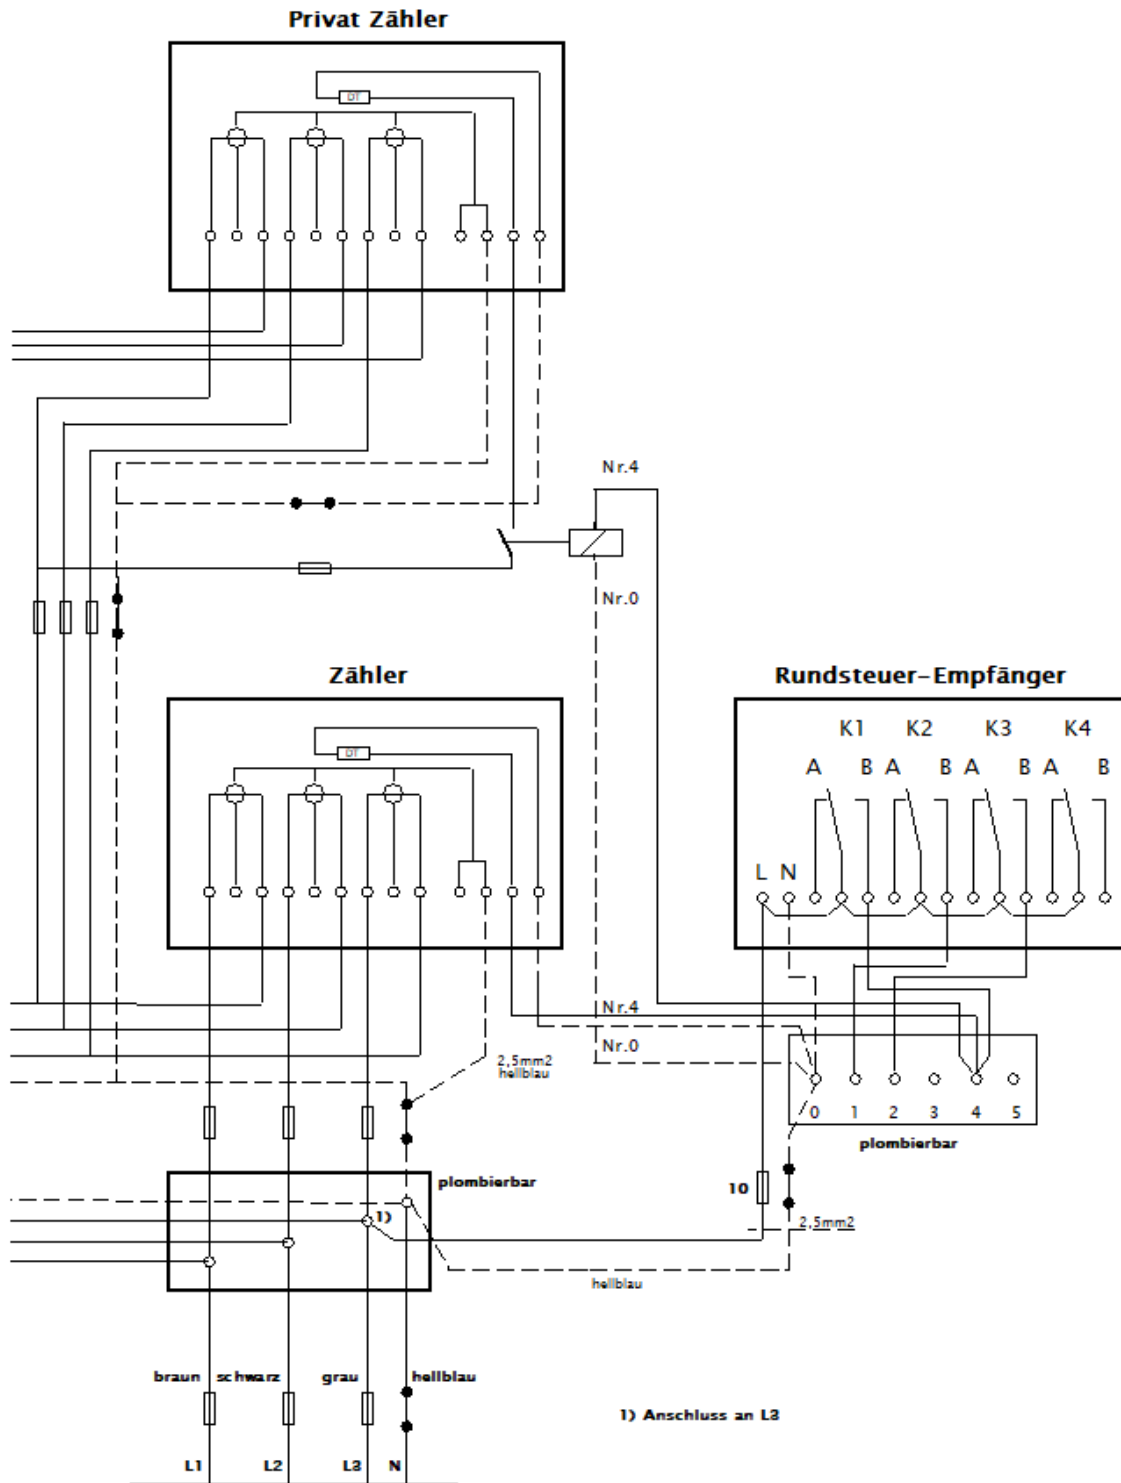 Privat Zähler
DT
Nr.4
Nr.0
Zähler
Rundsteuer-Empfänger
DT
K1 K2 K3 K4
A B A B A B A B
L N
Nr.4
Nr.0
2,5mm2
hellblau
0 1 2 3 4 5
plombierbar
plombierbar
10
1)
2,5mm2
hellblau
braun schwarz grau hellblau
1) Anschluss an L3
L1 L2 L3 N